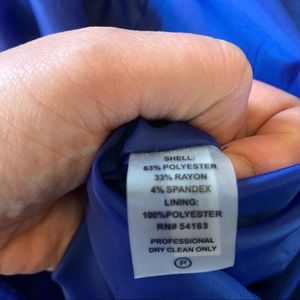 SHELL:
63% POLYESTER
33% RAYON
4% SPANDEX
LINING:
100%POLYESTER
RN# 54163
PROFESSIONAL
DRY CLEAN ONLY
P